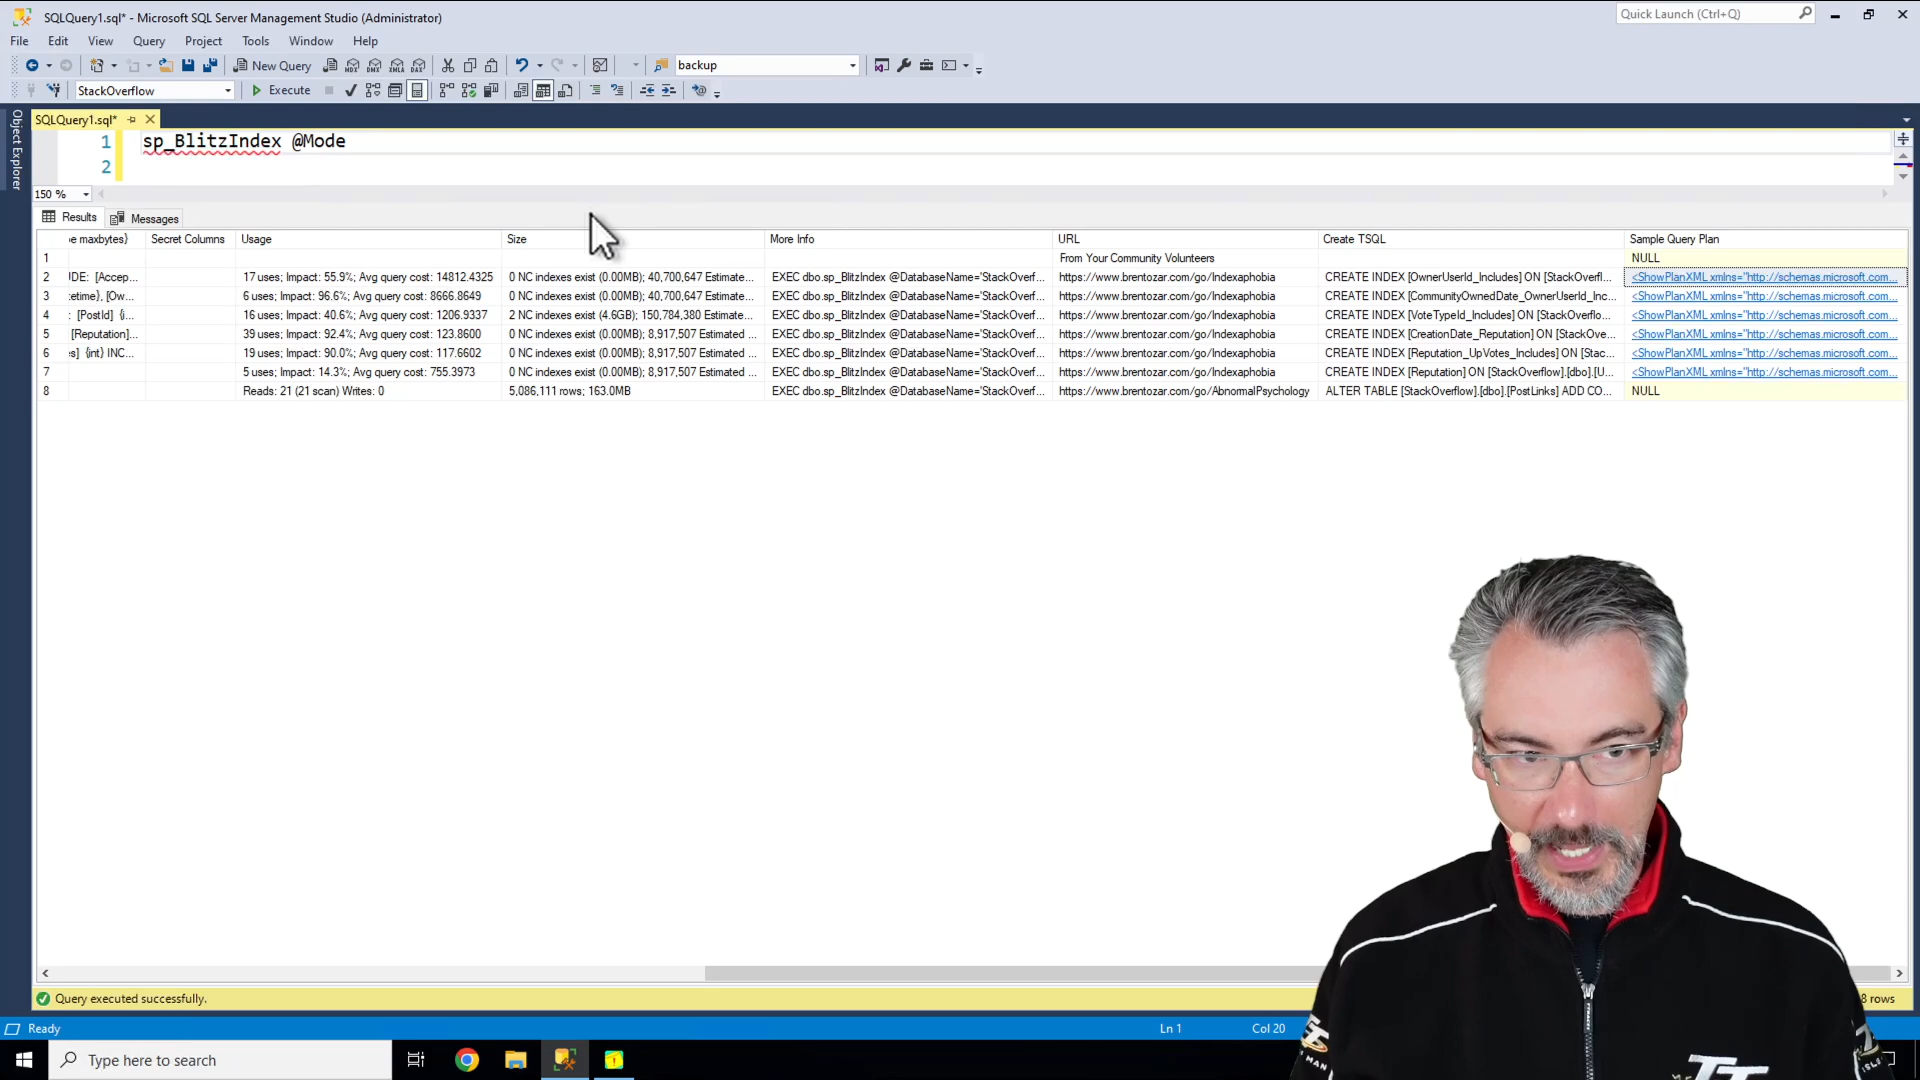 SQLQuery1.sql* - Microsoft SQL Server Management Studio (Administrator)
Quick Launch (Ctrl+Q)
File Edit View Query Project Tools Window Help
New Query
MDX DMX XMLA DAX
backup
StackOverflow
Execute
Object Explorer
SQLQuery1.sql*
1 sp_BlitzIndex @Mode
2
150 %
Results Messages
e maxbytes} Secret Columns Usage Size More Info URL Create TSQL Sample Query Plan
1 From Your Community Volunteers NULL
2 UDE: [Accep... 17 uses; Impact: 55.9%; Avg query cost: 14812.4325 0 NC indexes exist (0.00MB); 40,700,647 Estimate... EXEC dbo.sp_BlitzIndex @DatabaseName='StackOverf... https://www.brentozar.com/go/Indexaphobia CREATE INDEX [OwnerUserId_Includes] ON [StackOverfl... <ShowPlanXML xmlns="http://schemas.microsoft.com...
3 :etime}, [Ow... 6 uses; Impact: 96.6%; Avg query cost: 8666.8649 0 NC indexes exist (0.00MB); 40,700,647 Estimate... EXEC dbo.sp_BlitzIndex @DatabaseName='StackOverf... https://www.brentozar.com/go/Indexaphobia CREATE INDEX [CommunityOwnedDate_OwnerUserId_Inc... <ShowPlanXML xmlns="http://schemas.microsoft.com...
4 : [PostId] {i... 16 uses; Impact: 40.6%; Avg query cost: 1206.9337 2 NC indexes exist (4.6GB); 150,784,380 Estimate... EXEC dbo.sp_BlitzIndex @DatabaseName='StackOverf... https://www.brentozar.com/go/Indexaphobia CREATE INDEX [VoteTypeId_Includes] ON [StackOverflo... <ShowPlanXML xmlns="http://schemas.microsoft.com...
5 [Reputation]... 39 uses; Impact: 92.4%; Avg query cost: 123.8600 0 NC indexes exist (0.00MB); 8,917,507 Estimated ... EXEC dbo.sp_BlitzIndex @DatabaseName='StackOverf... https://www.brentozar.com/go/Indexaphobia CREATE INDEX [CreationDate_Reputation] ON [StackOve... <ShowPlanXML xmlns="http://schemas.microsoft.com...
6 :s] {int} INC... 19 uses; Impact: 90.0%; Avg query cost: 117.6602 0 NC indexes exist (0.00MB); 8,917,507 Estimated ... EXEC dbo.sp_BlitzIndex @DatabaseName='StackOverf... https://www.brentozar.com/go/Indexaphobia CREATE INDEX [Reputation_UpVotes_Includes] ON [Stac... <ShowPlanXML xmlns="http://schemas.microsoft.com...
7 5 uses; Impact: 14.3%; Avg query cost: 755.3973 0 NC indexes exist (0.00MB); 8,917,507 Estimated ... EXEC dbo.sp_BlitzIndex @DatabaseName='StackOverf... https://www.brentozar.com/go/Indexaphobia CREATE INDEX [Reputation] ON [StackOverflow].[dbo].[U... <ShowPlanXML xmlns="http://schemas.microsoft.com...
8 Reads: 21 (21 scan) Writes: 0 5,086,111 rows; 163.0MB EXEC dbo.sp_BlitzIndex @DatabaseName='StackOverf... https://www.brentozar.com/go/AbnormalPsychology ALTER TABLE [StackOverflow].[dbo].[PostLinks] ADD CO... NULL
Query executed successfully. 8 rows
Ready Ln 1 Col 20
Type here to search
MAN
TT